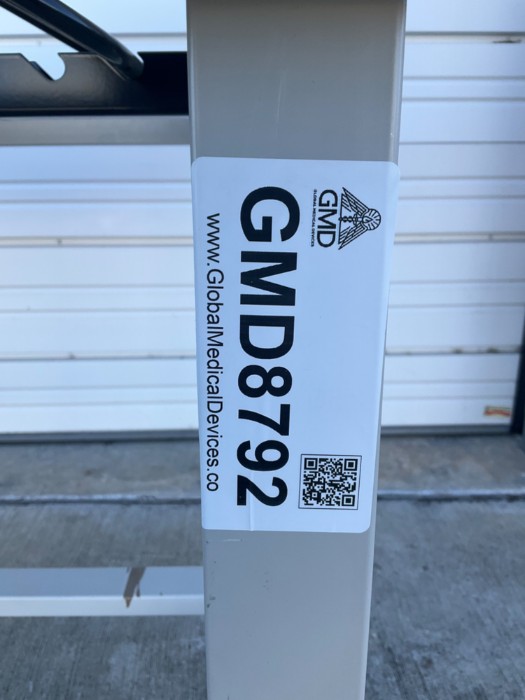 GMD
GLOBAL MEDICAL DEVICES
GMD8792
www.GlobalMedicalDevices.co